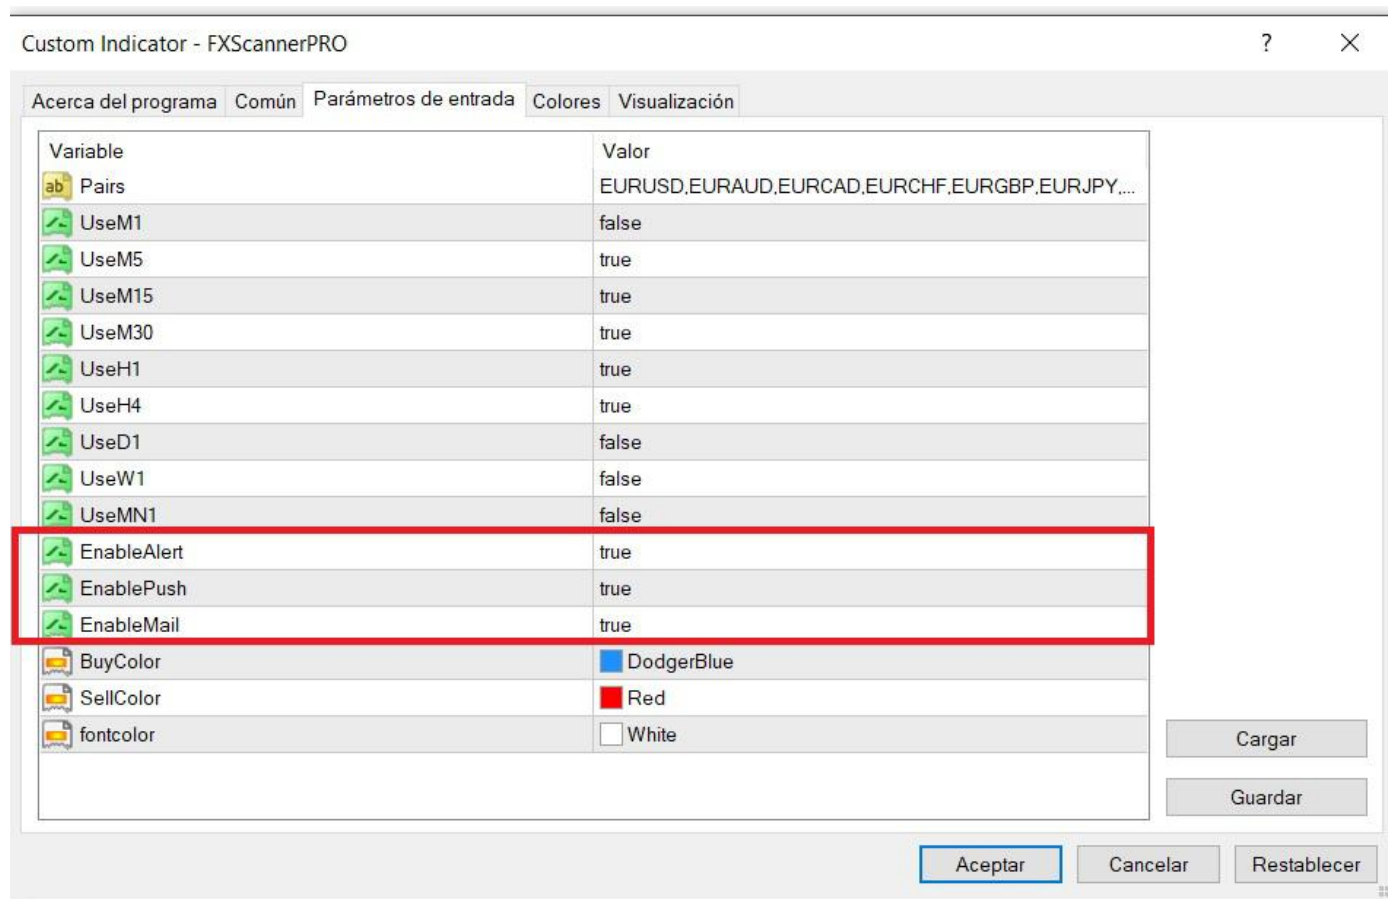 Custom Indicator - FXScannerPRO ? X
Acerca del programa Común Parámetros de entrada Colores Visualización
Variable Valor
ab Pairs EURUSD,EURAUD,EURCAD,EURCHF,EURGBP,EURJPY,...
UseM1 false
UseM5 true
UseM15 true
UseM30 true
UseH1 true
UseH4 true
UseD1 false
UseW1 false
UseMN1 false
EnableAlert true
EnablePush true
EnableMail true
BuyColor DodgerBlue
SellColor Red
fontcolor White
Cargar
Guardar
Aceptar Cancelar Restablecer